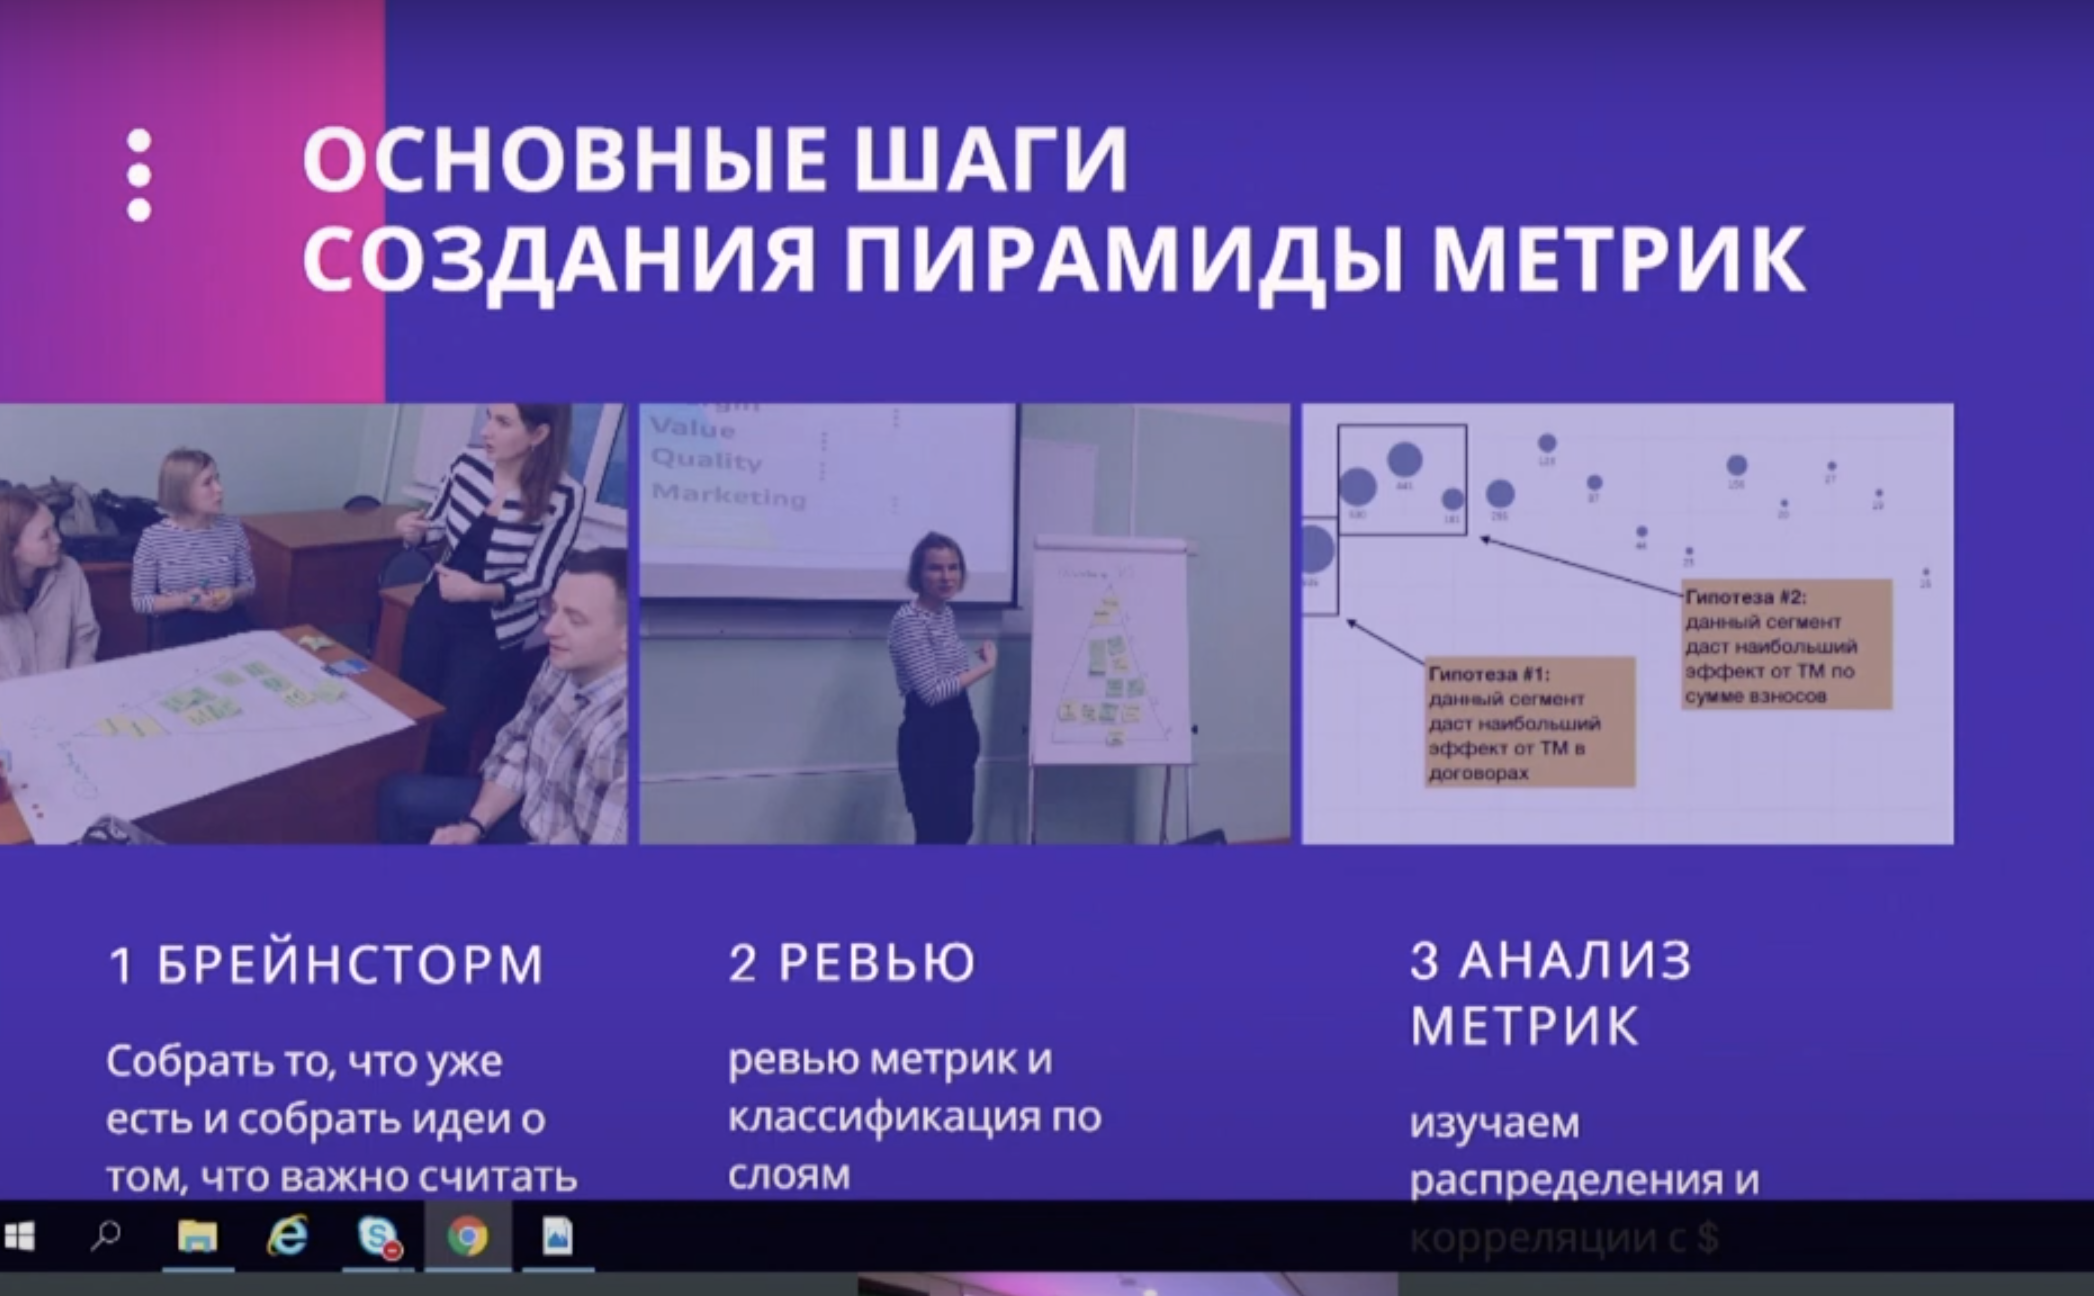 ОСНОВНЫЕ ШАГИ
СОЗДАНИЯ ПИРАМИДЫ МЕТРИК
Value
Quality
Marketing
441
Гипотеза #2:
данный сегмент
даст наибольший
эффект от ТМ по
сумме взносов
Гипотеза #1:
данный сегмент
даст наибольший
эффект от ТМ в
договорах
1 БРЕЙНСТОРМ
Собрать то, что уже
есть и собрать идеи о
том, что важно считать
2 РЕВЬЮ
ревью метрик и
классификация по
слоям
3 АНАЛИЗ
МЕТРИК
изучаем
распределения и
корреляции с $